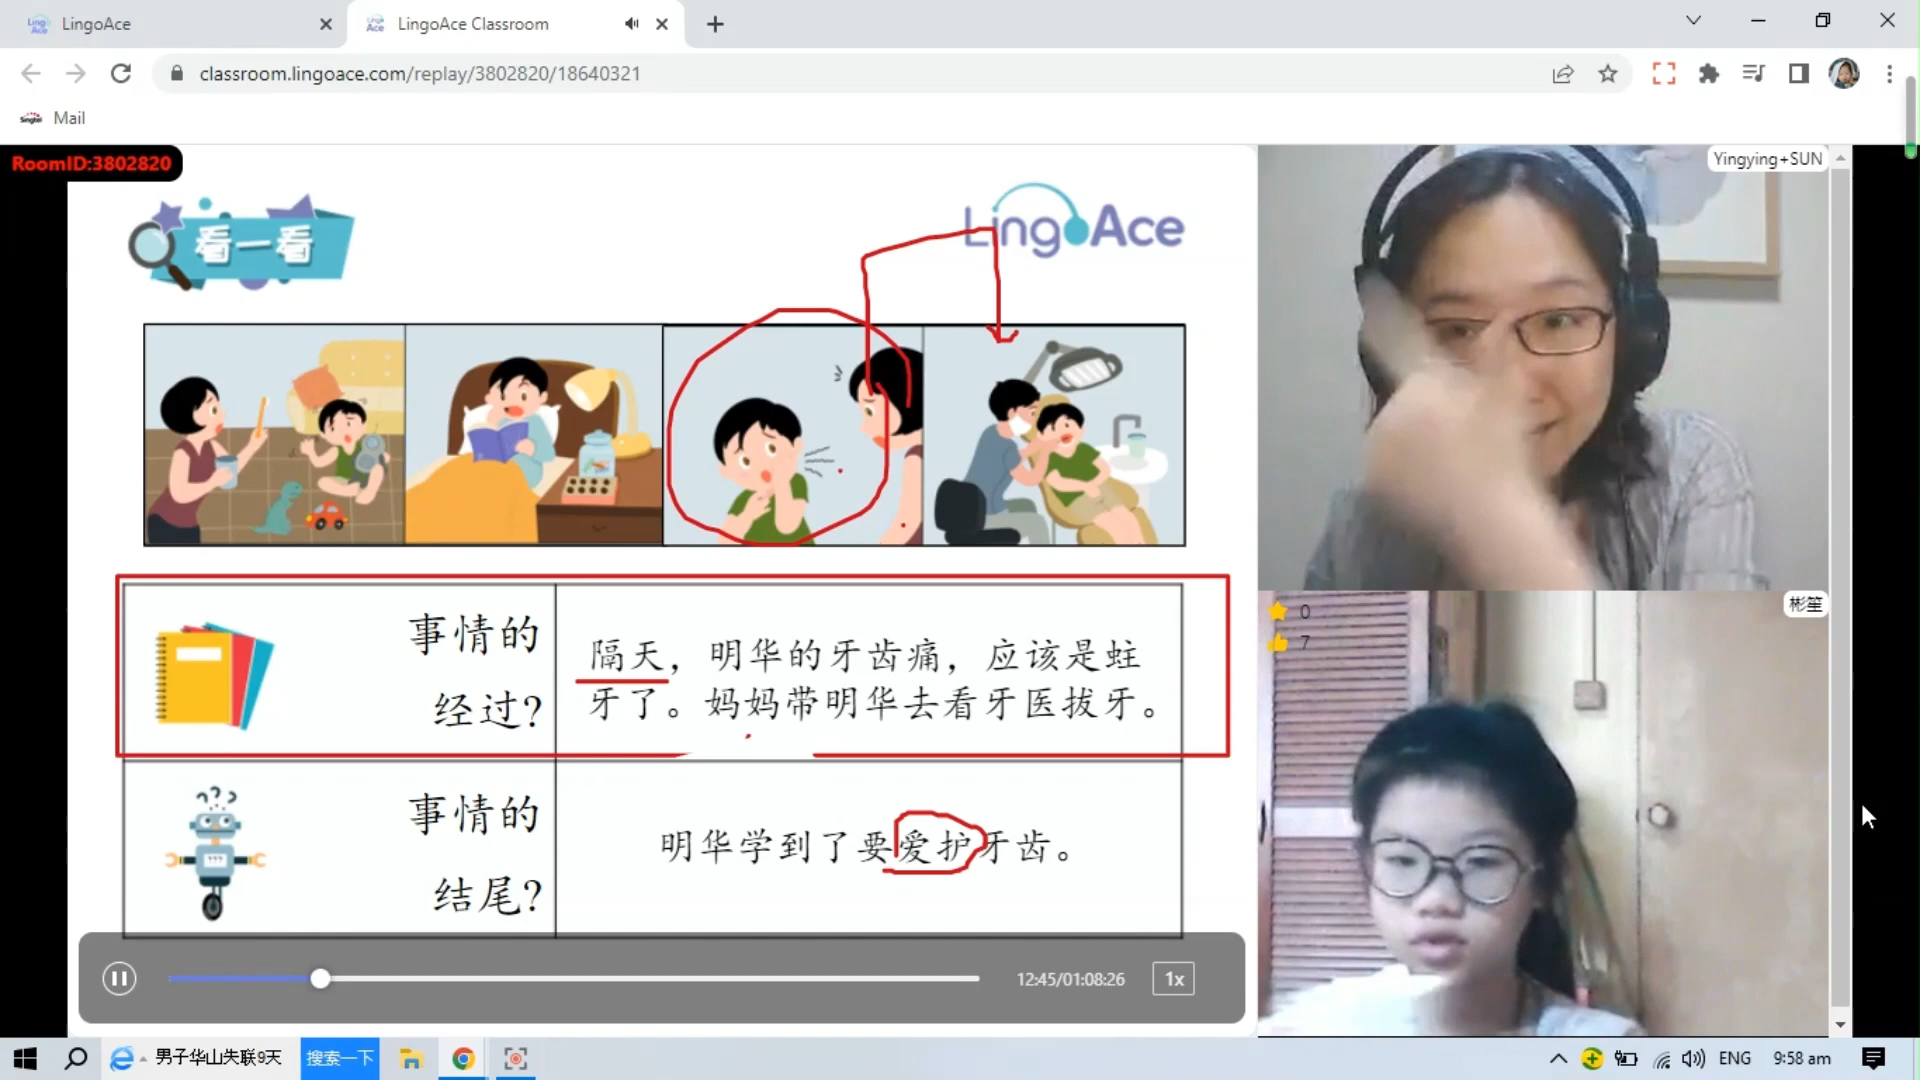 LingoAce
LingoAce Classroom
classroom.lingoace.com/replay/3802820/18640321
Singtel Mail
RoomID:3802820
看一看
LingoAce
事情的
经过?
隔天，明华的牙齿痛，应该是蛀
牙了。妈妈带明华去看牙医拔牙。
事情的
结尾?
明华学到了要爱护牙齿。
12:45/01:08:26
1x
Yingying+SUN
彬笙
0
7
男子华山失联9天
搜索一下
ENG
9:58 am